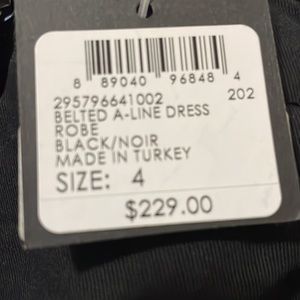 8 89040 96848 4
295796641002 202
BELTED A-LINE DRESS
ROBE
BLACK/NOIR
MADE IN TURKEY
SIZE: 4
$229.00